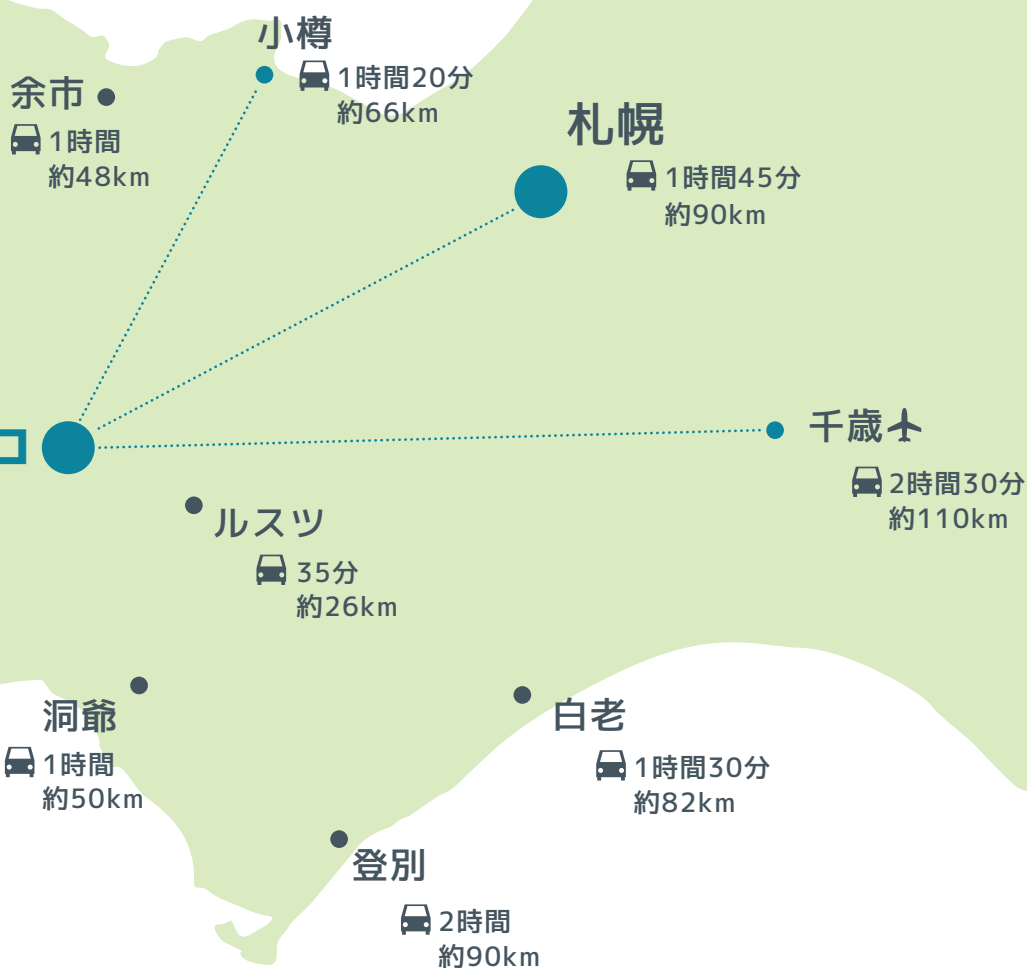 小樽
1時間20分
約66km
余市
1時間
約48km
札幌
1時間45分
約90km
コ
千歳
2時間30分
約110km
ルスツ
35分
約26km
洞爺
1時間
約50km
白老
1時間30分
約82km
登別
2時間
約90km